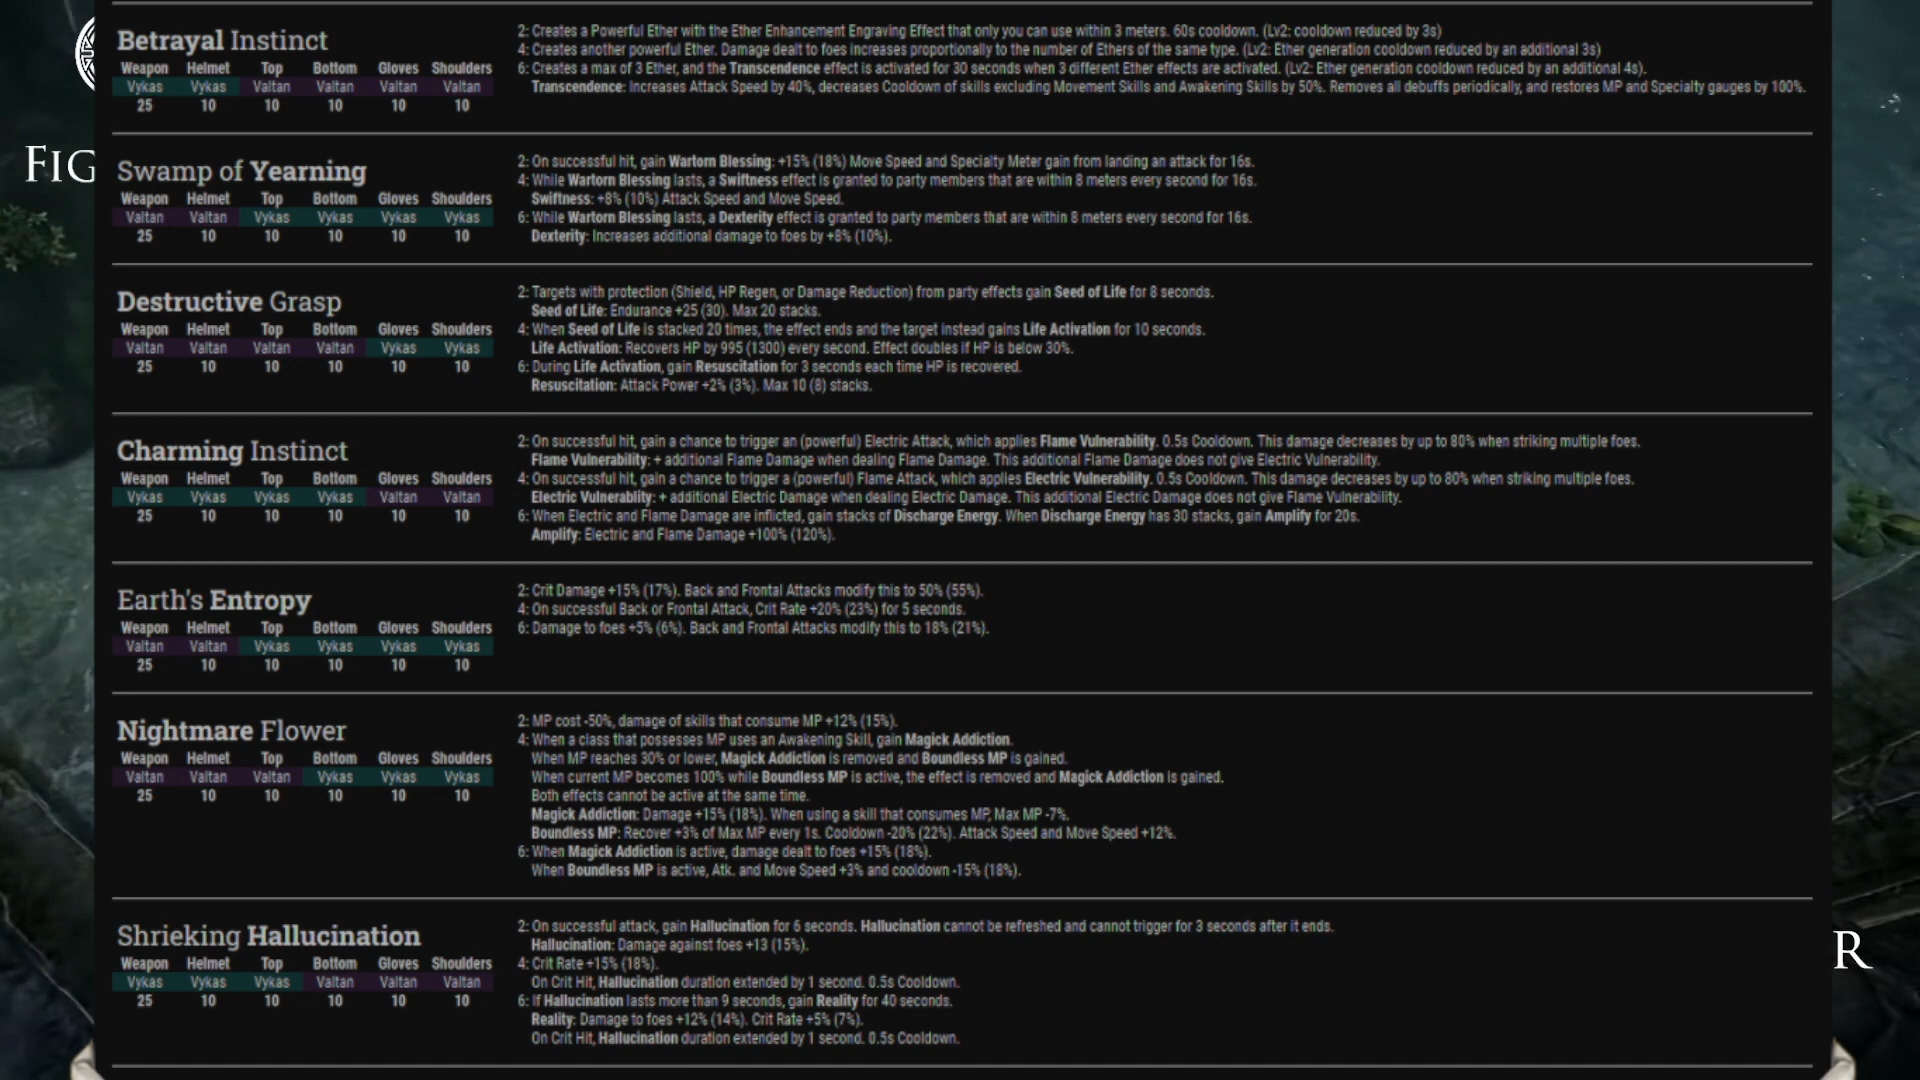 Betrayal Instinct
Weapon Helmet Top Bottom Gloves Shoulders
Vykas Vykas Valtan Valtan Valtan Valtan
25 10 10 10 10 10
2: Creates a Powerful Ether with the Ether Enhancement Engraving Effect that only you can use within 3 meters. 60s cooldown. (Lv2: cooldown reduced by 3s)
4: Creates another powerful Ether. Damage dealt to foes increases proportionally to the number of Ethers of the same type. (Lv2: Ether generation cooldown reduced by an additional 3s)
6: Creates a max of 3 Ether, and the Transcendence effect is activated for 30 seconds when 3 different Ether effects are activated. (Lv2: Ether generation cooldown reduced by an additional 4s).
Transcendence: Increases Attack Speed by 40%, decreases Cooldown of skills excluding Movement Skills and Awakening Skills by 50%. Removes all debuffs periodically, and restores MP and Specialty gauges by 100%.
FIG
Swamp of Yearning
Weapon Helmet Top Bottom Gloves Shoulders
Valtan Valtan Vykas Vykas Vykas Vykas
25 10 10 10 10 10
2: On successful hit, gain Wartorn Blessing: +15% (18%) Move Speed and Specialty Meter gain from landing an attack for 16s.
4: While Wartorn Blessing lasts, a Swiftness effect is granted to party members that are within 8 meters every second for 16s.
Swiftness: +8% (10%) Attack Speed and Move Speed.
6: While Wartorn Blessing lasts, a Dexterity effect is granted to party members that are within 8 meters every second for 16s.
Dexterity: Increases additional damage to foes by +8% (10%).
Destructive Grasp
Weapon Helmet Top Bottom Gloves Shoulders
Valtan Valtan Valtan Valtan Vykas Vykas
25 10 10 10 10 10
2: Targets with protection (Shield, HP Regen, or Damage Reduction) from party effects gain Seed of Life for 8 seconds.
Seed of Life: Endurance +25 (30). Max 20 stacks.
4: When Seed of Life is stacked 20 times, the effect ends and the target instead gains Life Activation for 10 seconds.
Life Activation: Recovers HP by 995 (1300) every second. Effect doubles if HP is below 30%.
6: During Life Activation, gain Resuscitation for 3 seconds each time HP is recovered.
Resuscitation: Attack Power +2% (3%). Max 10 (8) stacks.
Charming Instinct
Weapon Helmet Top Bottom Gloves Shoulders
Vykas Vykas Vykas Vykas Valtan Valtan
25 10 10 10 10 10
2: On successful hit, gain a chance to trigger an (powerful) Electric Attack, which applies Flame Vulnerability. 0.5s Cooldown. This damage decreases by up to 80% when striking multiple foes.
Flame Vulnerability: + additional Flame Damage when dealing Flame Damage. This additional Flame Damage does not give Electric Vulnerability.
4: On successful hit, gain a chance to trigger a (powerful) Flame Attack, which applies Electric Vulnerability. 0.5s Cooldown. This damage decreases by up to 80% when striking multiple foes.
Electric Vulnerablity: + additional Electric Damage when dealing Electric Damage. This additional Electric Damage does not give Flame Vulnerability.
6: When Electric and Flame Damage are inflicted, gain stacks of Discharge Energy. When Discharge Energy has 30 stacks, gain Amplify for 20s.
Amplify: Electric and Flame Damage +100% (120%).
Earth's Entropy
Weapon Helmet Top Bottom Gloves Shoulders
Valtan Valtan Vykas Vykas Vykas Vykas
25 10 10 10 10 10
2: Crit Damage +15% (17%). Back and Frontal Attacks modify this to 50% (55%).
4: On successful Back or Frontal Attack, Crit Rate +20% (23%) for 5 seconds.
6: Damage to foes +5% (6%). Back and Frontal Attacks modify this to 18% (21%).
Nightmare Flower
Weapon Helmet Top Bottom Gloves Shoulders
Valtan Valtan Valtan Vykas Vykas Vykas
25 10 10 10 10 10
2: MP cost -50%, damage of skills that consume MP +12% (15%).
4: When a class that possesses MP uses an Awakening Skill, gain Magick Addiction.
When MP reaches 30% or lower, Magick Addiction is removed and Boundless MP is gained.
When current MP becomes 100% while Boundless MP is active, the effect is removed and Magick Addiction is gained.
Both effects cannot be active at the same time.
Magick Addiction: Damage +15% (18%). When using a skill that consumes MP, Max MP -7%.
Boundless MP: Recover +3% of Max MP every 1s. Cooldown -20% (22%). Attack Speed and Move Speed +12%.
6: When Magick Addiction is active, damage dealt to foes +15% (18%).
When Boundless MP is active, Atk. and Move Speed +3% and cooldown -15% (18%).
Shrieking Hallucination
Weapon Helmet Top Bottom Gloves Shoulders
Vykas Vykas Vykas Valtan Valtan Valtan
25 10 10 10 10 10
2: On successful attack, gain Hallucination for 6 seconds. Hallucination cannot be refreshed and cannot trigger for 3 seconds after it ends.
Hallucination: Damage against foes +13 (15%).
4: Crit Rate +15% (18%).
On Crit Hit, Hallucination duration extended by 1 second. 0.5s Cooldown.
6: If Hallucination lasts more than 9 seconds, gain Reality for 40 seconds.
Reality: Damage to foes +12% (14%). Crit Rate +5% (7%).
On Crit Hit, Hallucination duration extended by 1 second. 0.5s Cooldown.
R